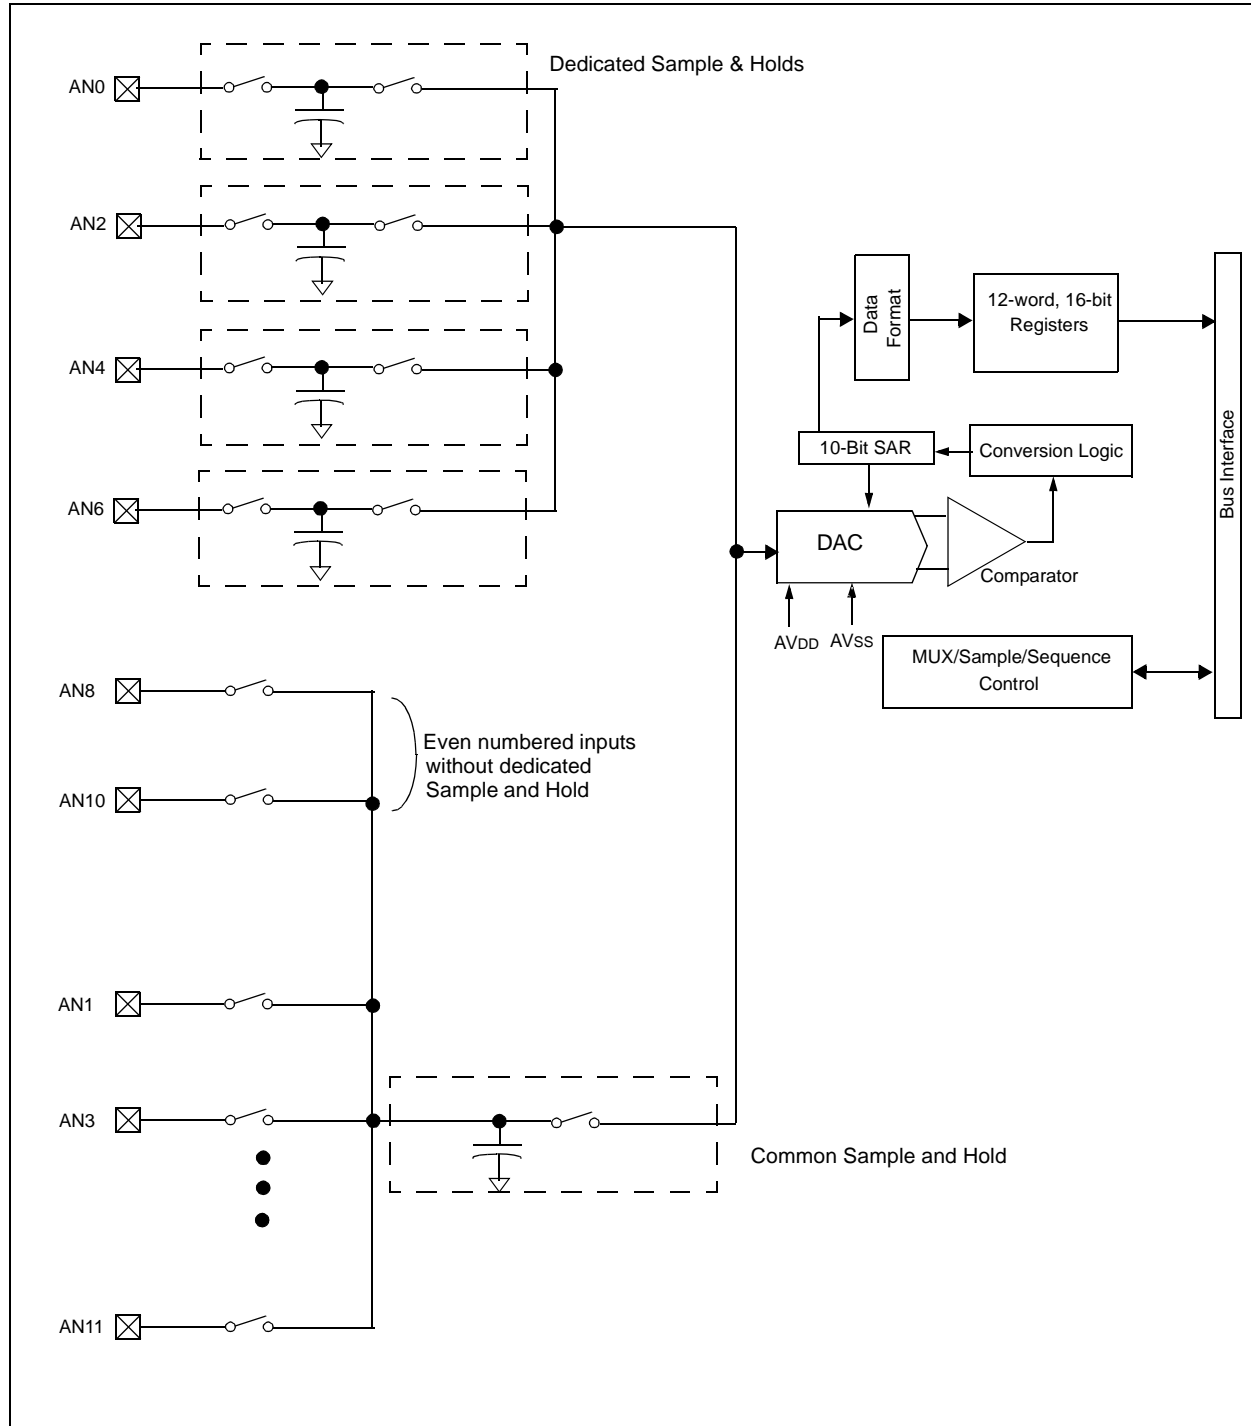 Dedicated Sample & Holds
AN0
AN2
AN4
AN6
Data
Format
12-word, 16-bit
Registers
Bus Interface
10-Bit SAR
Conversion Logic
DAC
Comparator
AVDD
AVSS
MUX/Sample/Sequence
Control
AN8
Even numbered inputs
without dedicated
Sample and Hold
AN10
AN1
AN3
Common Sample and Hold
AN11